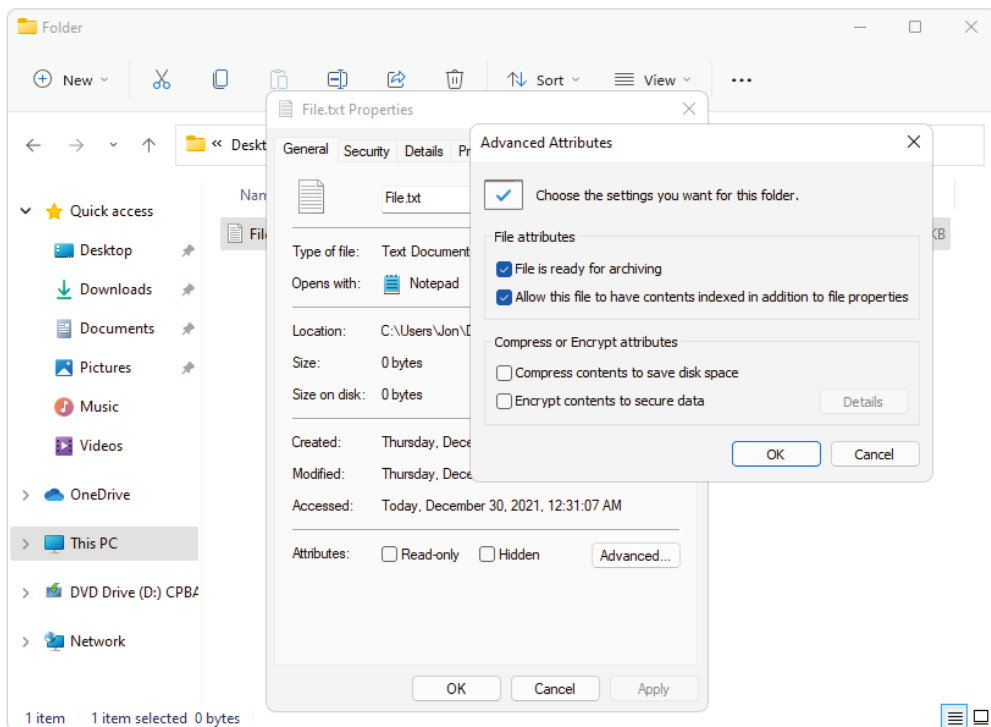 Folder
New
Sort
View
File.txt Properties
« Deskt
General Security Details Pr
Advanced Attributes
Choose the settings you want for this folder.
File attributes
File is ready for archiving
Allow this file to have contents indexed in addition to file properties
Compress or Encrypt attributes
Compress contents to save disk space
Encrypt contents to secure data
Details
OK Cancel
Nan
Fil
KB
File.txt
Type of file: Text Document
Opens with: Notepad
Location: C:\Users\Jon\D
Size: 0 bytes
Size on disk: 0 bytes
Created: Thursday, Dece
Modified: Thursday, Dece
Accessed: Today, December 30, 2021, 12:31:07 AM
Attributes: Read-only Hidden Advanced...
OK Cancel Apply
Quick access
Desktop
Downloads
Documents
Pictures
Music
Videos
OneDrive
This PC
DVD Drive (D:) CPBA
Network
1 item 1 item selected 0 bytes